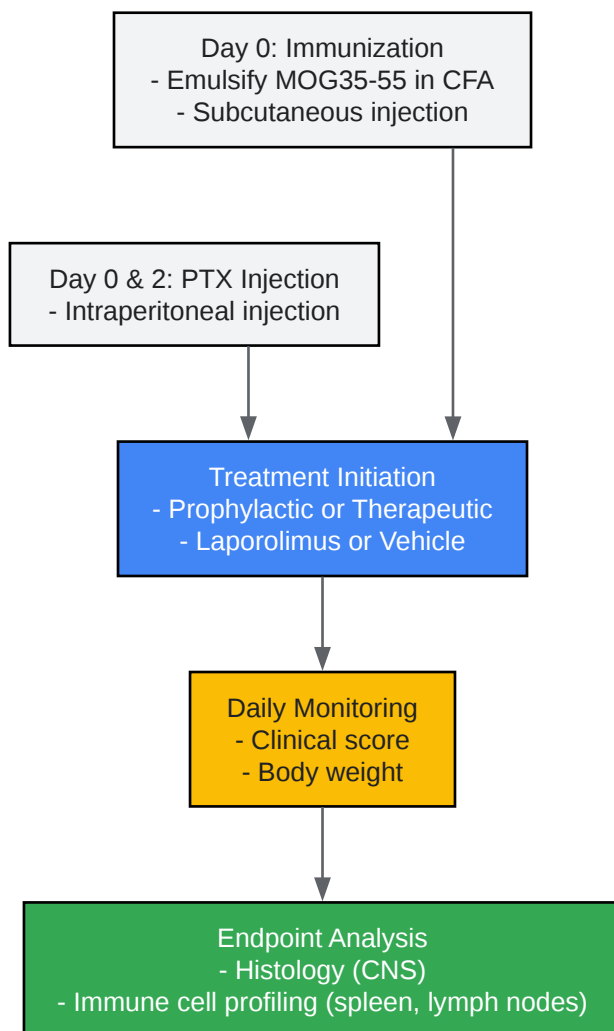 Day 0: Immunization
- Emulsify MOG35-55 in CFA
- Subcutaneous injection
Day 0 & 2: PTX Injection
- Intraperitoneal injection
Treatment Initiation
- Prophylactic or Therapeutic
- Laporolimus or Vehicle
Daily Monitoring
- Clinical score
- Body weight
Endpoint Analysis
- Histology (CNS)
- Immune cell profiling (spleen, lymph nodes)